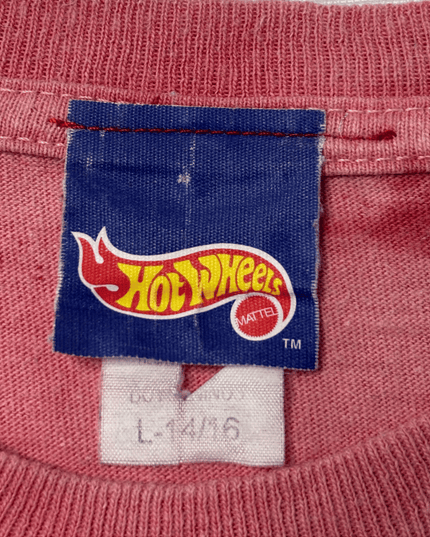 HOT WHEELS
MATTEL
TM
L-14/16